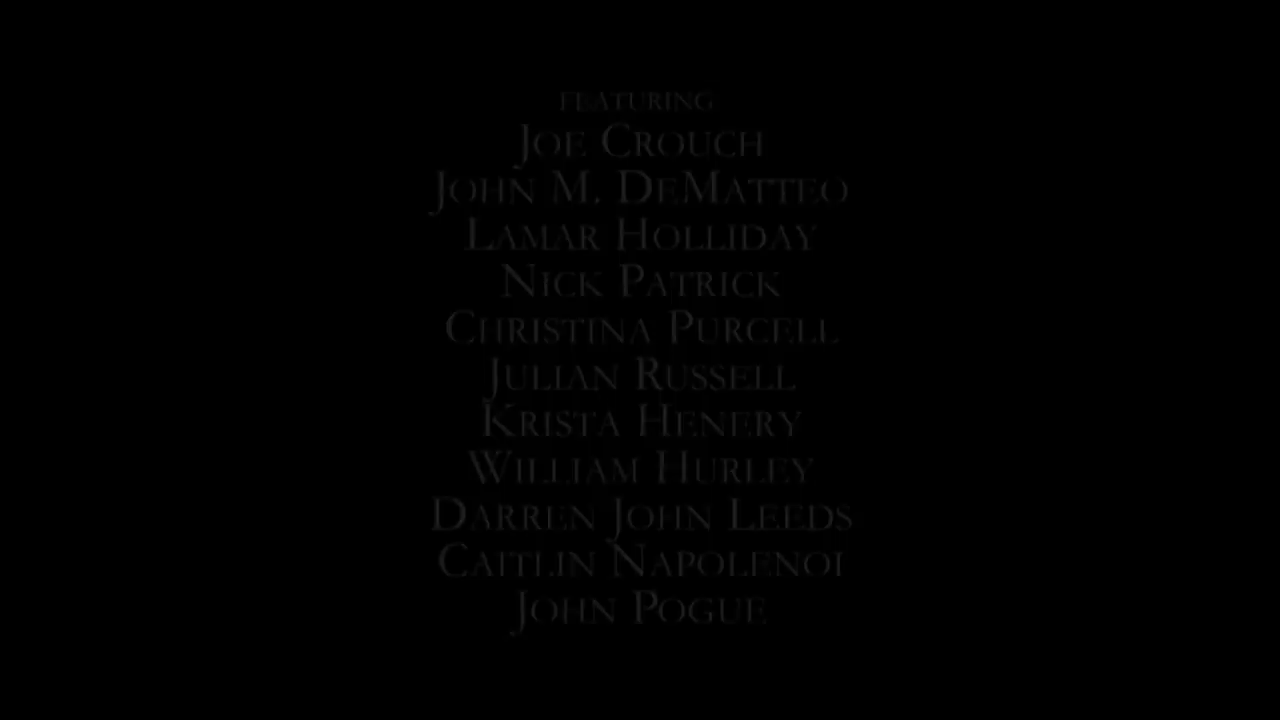 FEATURING
JOE CROUCH
JOHN M. DEMATTEO
LAMAR HOLLIDAY
NICK PATRICK
CHRISTINA PURCELL
JULIAN RUSSELL
KRISTA HENERY
WILLIAM HURLEY
DARREN JOHN LEEDS
CAITLIN NAPOLENOI
JOHN POGUE